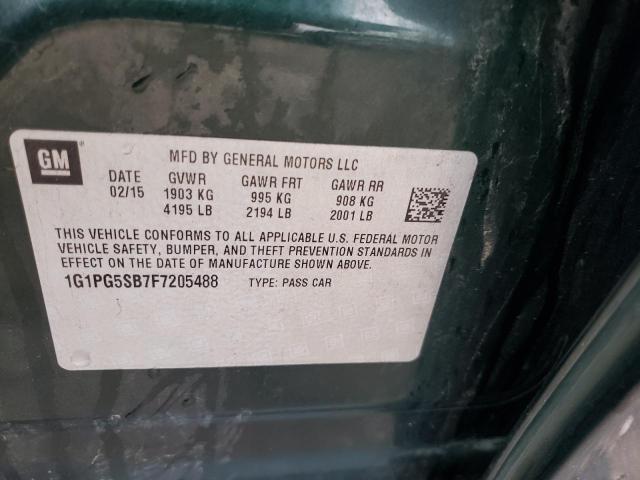 GM
MFD BY GENERAL MOTORS LLC
DATE GVWR GAWR FRT GAWR RR
02/15 1903 KG 995 KG 908 KG
4195 LB 2194 LB 2001 LB
THIS VEHICLE CONFORMS TO ALL APPLICABLE U.S. FEDERAL MOTOR
VEHICLE SAFETY, BUMPER, AND THEFT PREVENTION STANDARDS IN
EFFECT ON THE DATE OF MANUFACTURE SHOWN ABOVE.
1G1PG5SB7F7205488 TYPE: PASS CAR